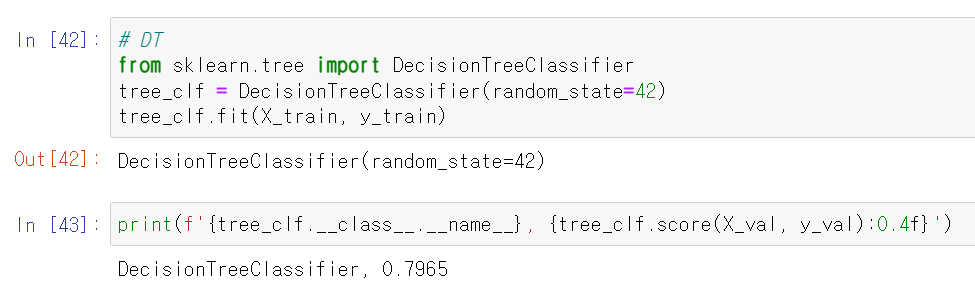 In [42]: # DT
from sklearn.tree import DecisionTreeClassifier
tree_clf = DecisionTreeClassifier(random_state=42)
tree_clf.fit(X_train, y_train)
Out[42]: DecisionTreeClassifier(random_state=42)
In [43]: print(f'{tree_clf.__class__.__name__}, {tree_clf.score(X_val, y_val):0.4f}')
DecisionTreeClassifier, 0.7965